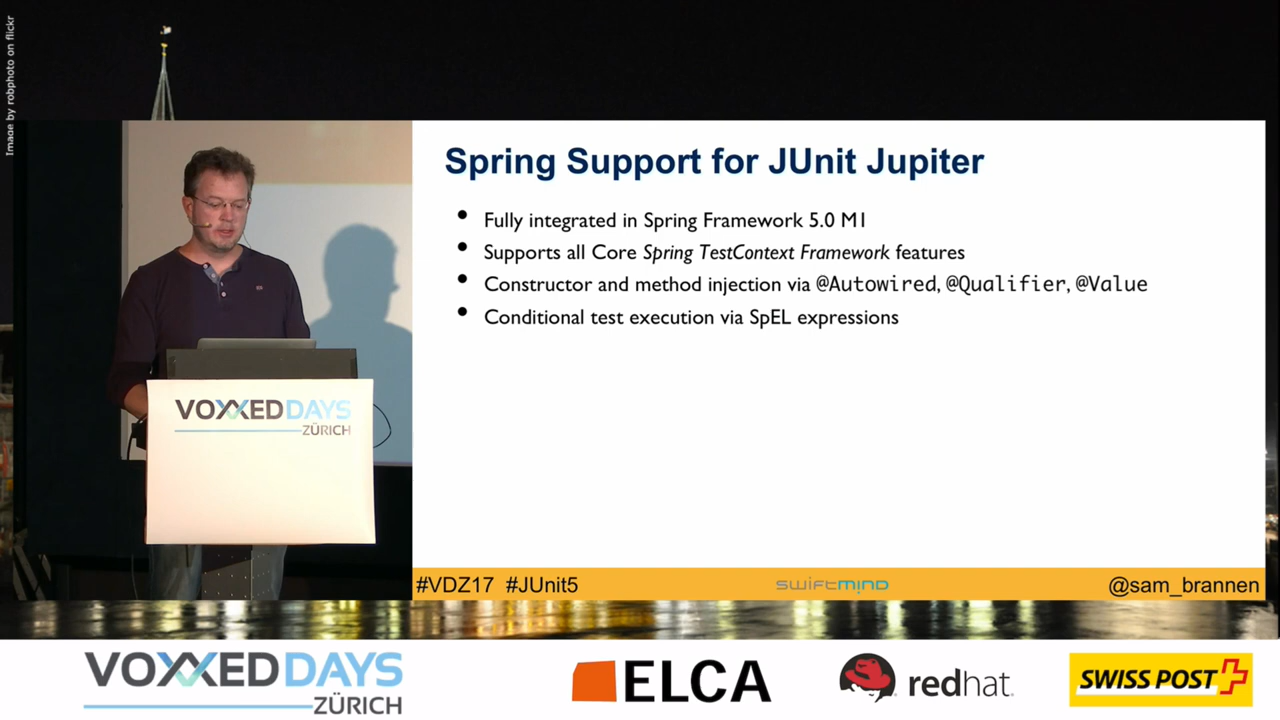 Image by robphoto on flickr
Spring Support for JUnit Jupiter
• Fully integrated in Spring Framework 5.0 M1
• Supports all Core Spring TestContext Framework features
• Constructor and method injection via @Autowired, @Qualifier, @Value
• Conditional test execution via SpEL expressions
VOXXED DAYS
ZÜRICH
#VDZ17 #JUnit5
swiftmind
@sam_brannen
VOXXED DAYS
ZÜRICH
ELCA
redhat.
SWISS POST